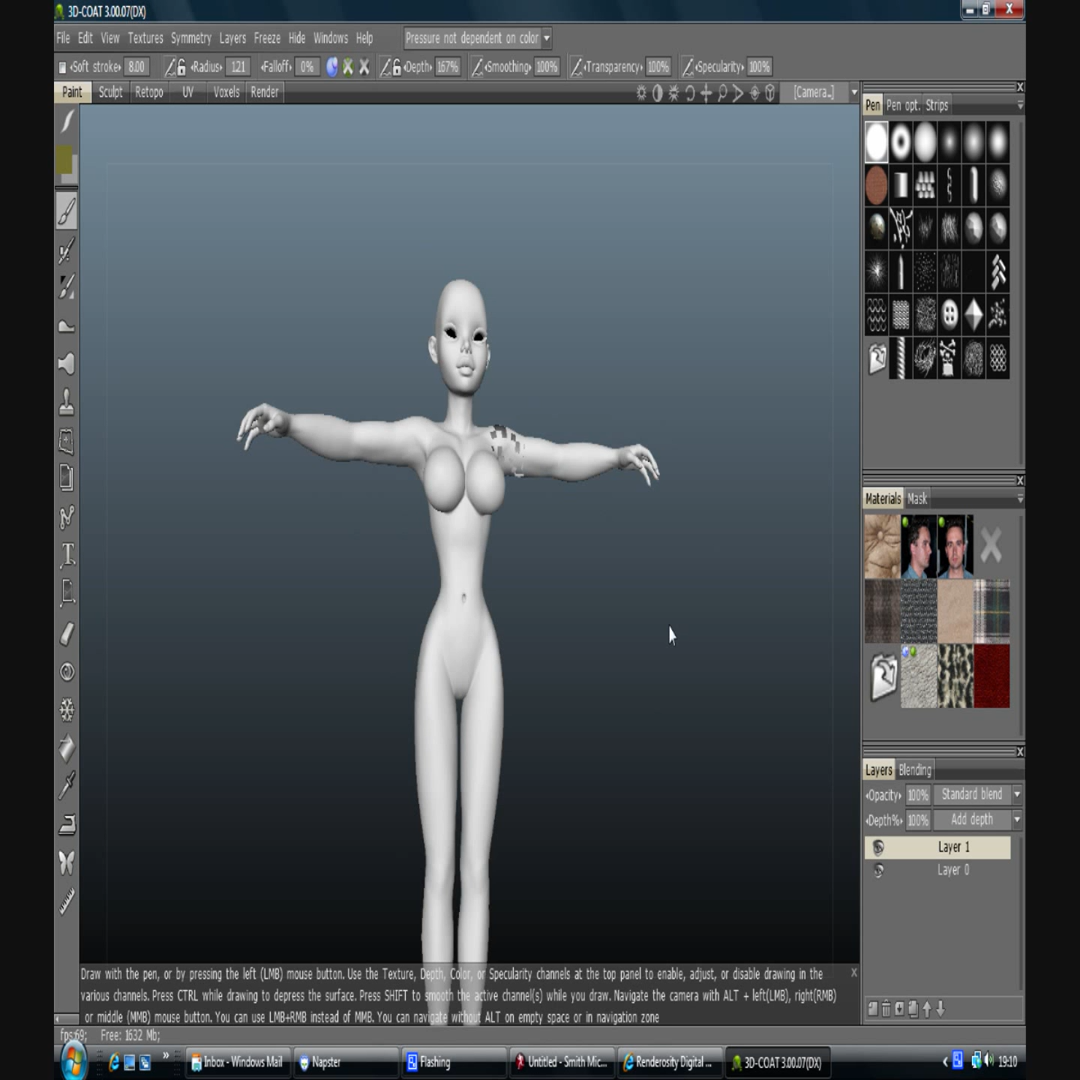 3D-COAT 3.00.07(DX)
File Edit View Textures Symmetry Layers Freeze Hide Windows Help Pressure not dependent on color
Soft stroke 8.00 Radius 121 Falloff 0% Depth 167% Smoothing 100% Transparency 100% Specularity 100%
Paint Sculpt Retopo UV Voxels Render [Camera..]
Pen Pen opt. Strips
Materials Mask
Layers Blending
Opacity 100% Standard blend
Depth% 100% Add depth
Layer 1
Layer 0
Draw with the pen, or by pressing the left (LMB) mouse button. Use the Texture, Depth, Color, or Specularity channels at the top panel to enable, adjust, or disable drawing in the
various channels. Press CTRL while drawing to depress the surface. Press SHIFT to smooth the active channel(s) while you draw. Navigate the camera with ALT + left(LMB), right(RMB)
or middle (MMB) mouse button. You can use LMB+RMB instead of MMB. You can navigate without ALT on empty space or in navigation zone
fps:69; Free: 1632 Mb;
Inbox - Windows Mail Napster Flashing Untitled - Smith Mic... Renderosity Digital ... 3D-COAT 3.00.07(DX) 19:10